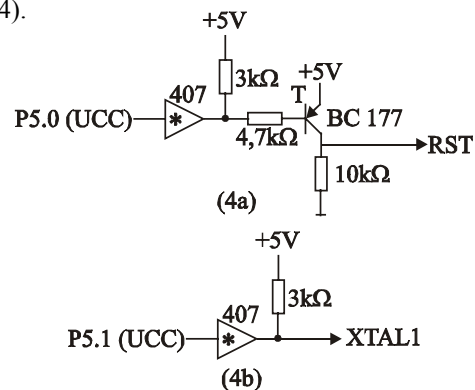 4).
+5V
407
3kΩ
+5V
T
P5.0 (UCC)
*
4,7kΩ
BC 177
RST
10kΩ
(4a)
+5V
407
3kΩ
P5.1 (UCC)
*
XTAL1
(4b)